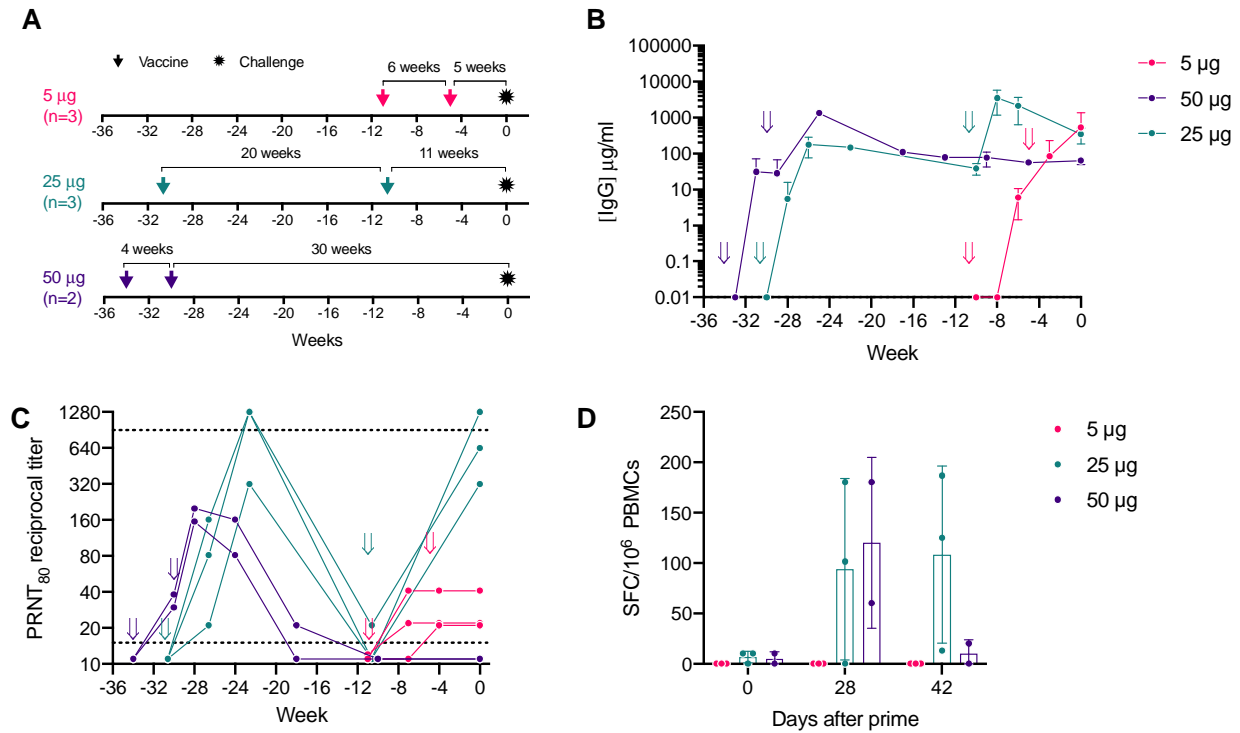 A
Vaccine
Challenge
6 weeks
5 weeks
5 μg
(n=3)
-36 -32 -28 -24 -20 -16 -12 -8 -4 0
20 weeks
11 weeks
25 μg
(n=3)
-36 -32 -28 -24 -20 -16 -12 -8 -4 0
4 weeks
30 weeks
50 μg
(n=2)
-36 -32 -28 -24 -20 -16 -12 -8 -4 0
Weeks
B
[IgG] μg/ml
100000
10000
1000
100
10
1
0.1
0.01
-36 -32 -28 -24 -20 -16 -12 -8 -4 0
Week
5 μg
50 μg
25 μg
C
PRNT80 reciprocal titer
1280
640
320
160
80
40
20
10
-36 -32 -28 -24 -20 -16 -12 -8 -4 0
Week
D
SFC/10^6 PBMCs
250
200
150
100
50
0
0 28 42
Days after prime
5 μg
25 μg
50 μg